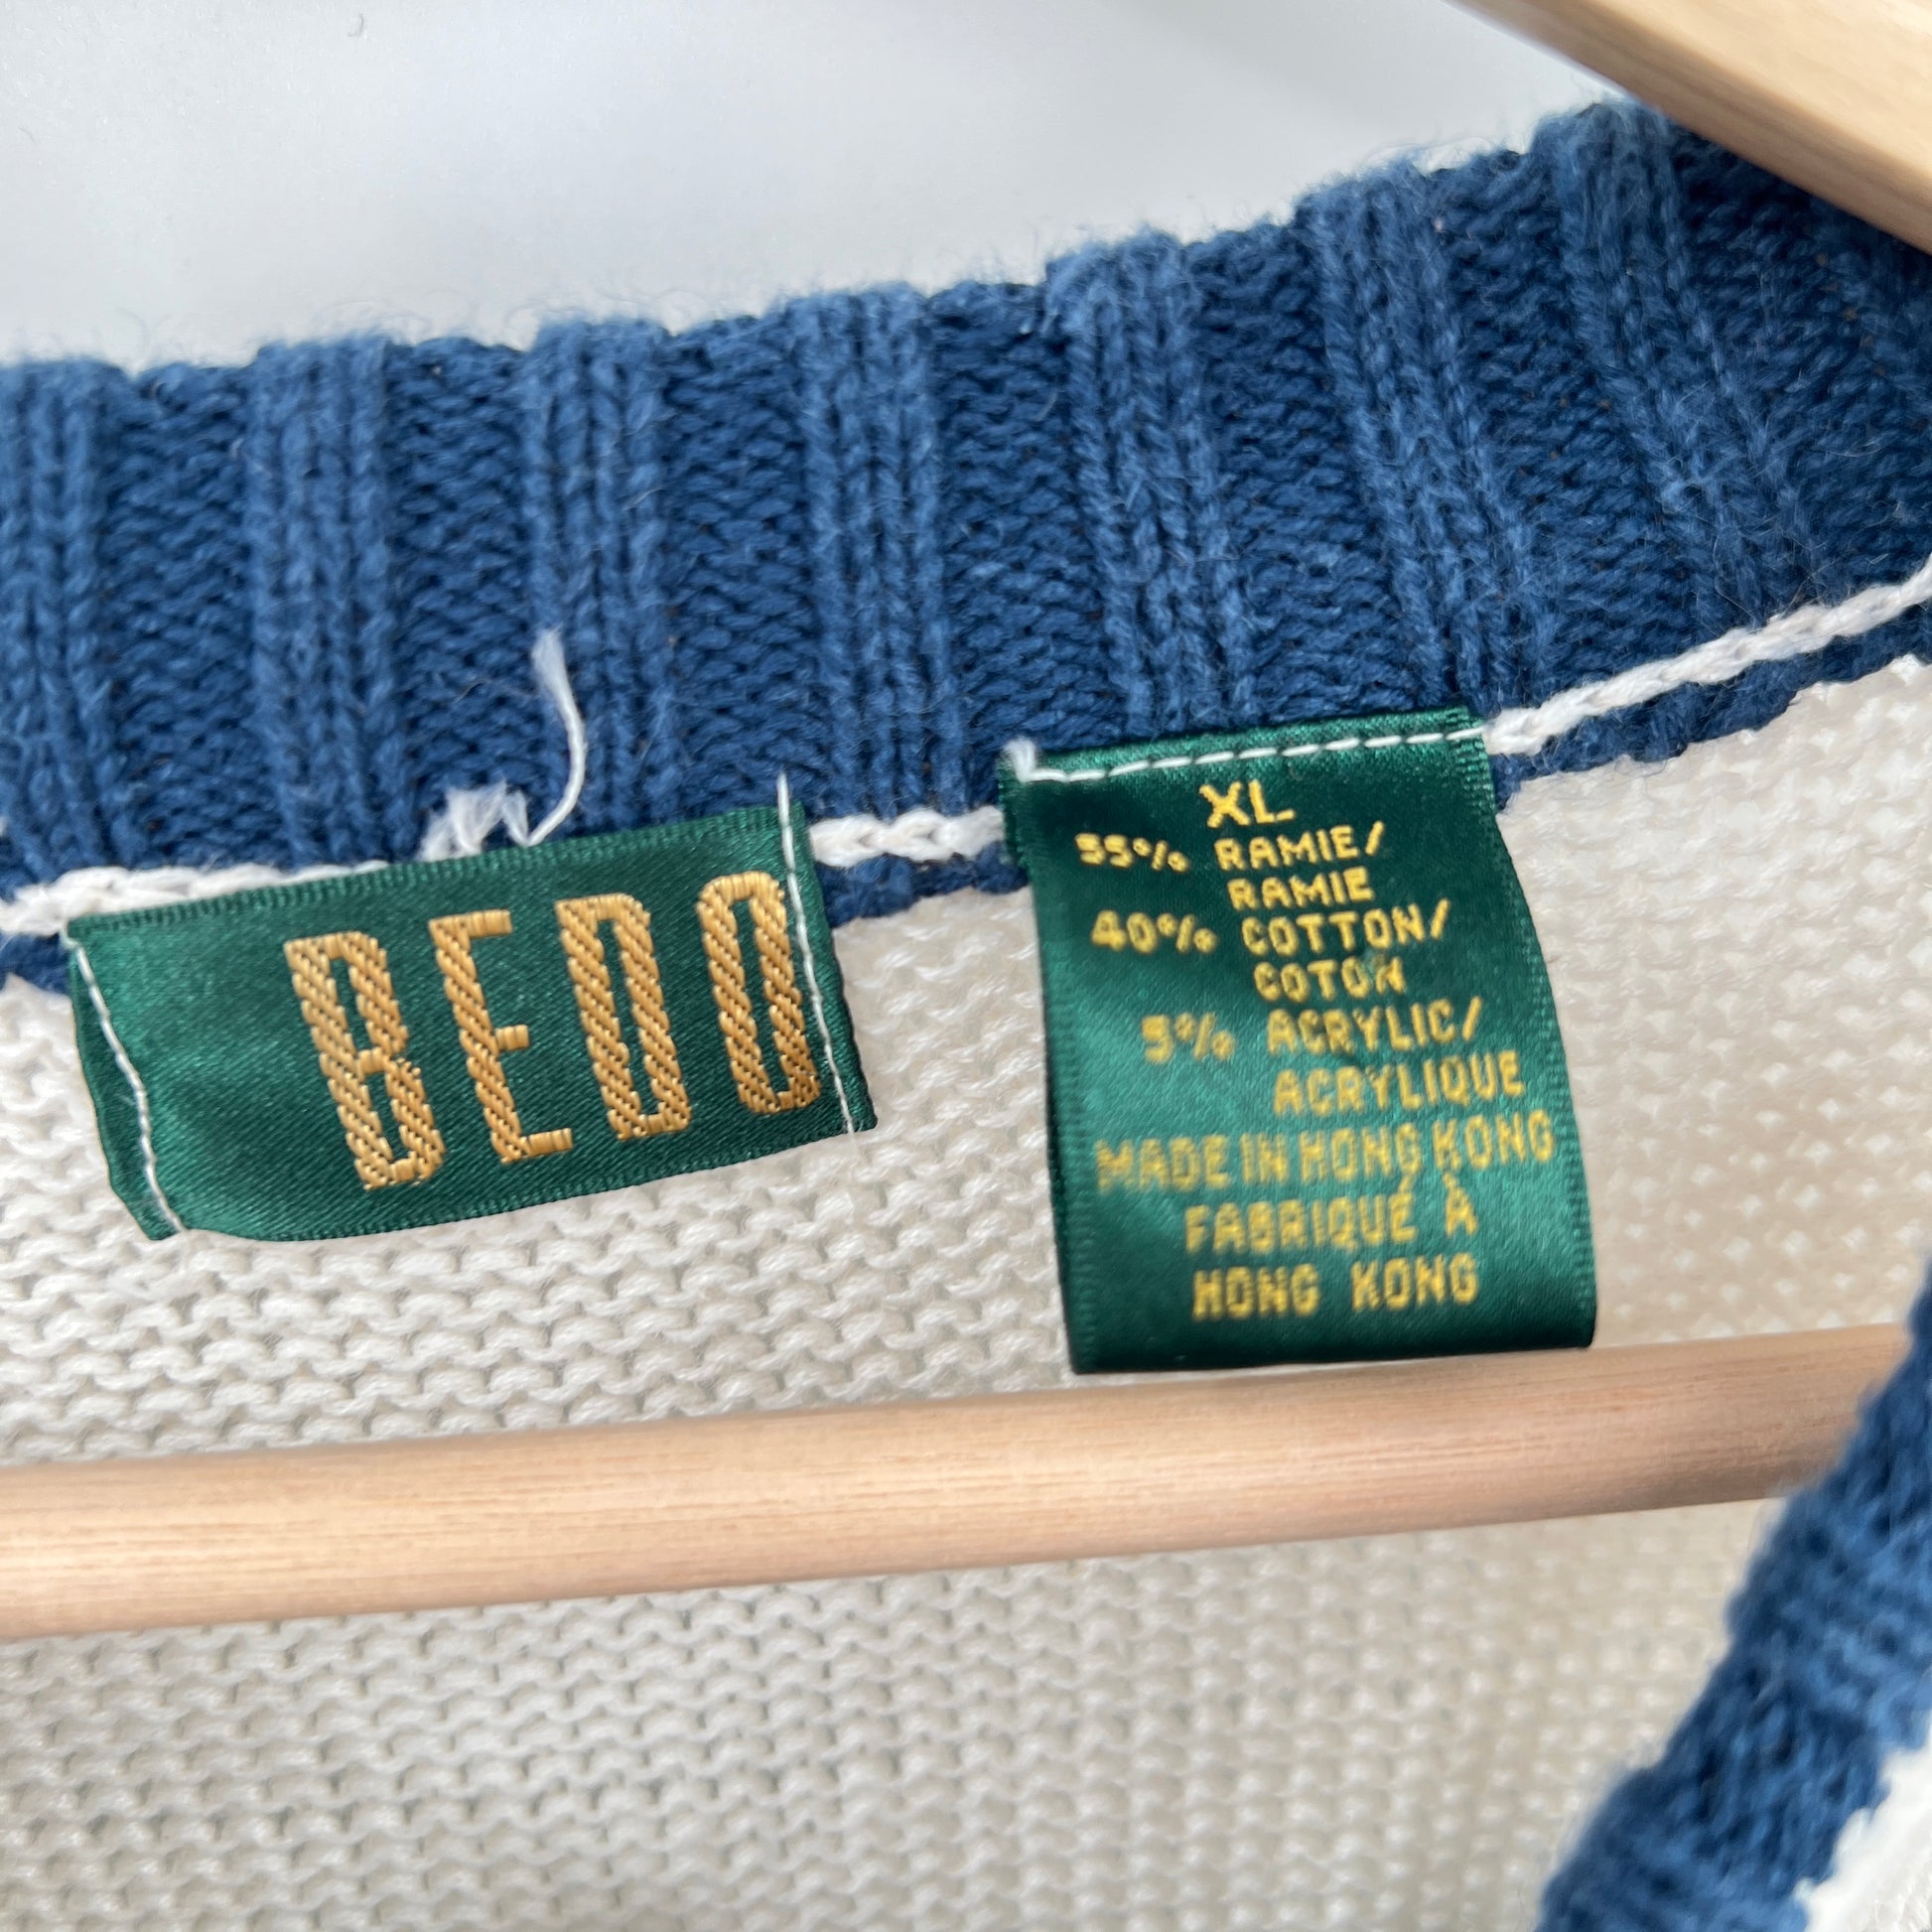 BEDO
XL
55% RAMIE/
RAMIE
40% COTTON/
COTON
5% ACRYLIC/
ACRYLIQUE
MADE IN HONG KONG
FABRIQUÉ À
HONG KONG